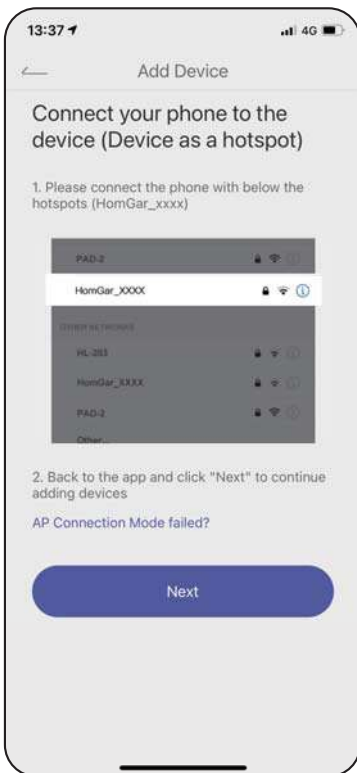 13:37 4G
Add Device
Connect your phone to the
device (Device as a hotspot)
1. Please connect the phone with below the
hotspots (HomGar_xxxx)
PAD-2
HomGar_XXXX
OTHER NETWORKS
HL-283
HomGar_XXXX
PAD-2
Other...
2. Back to the app and click "Next" to continue
adding devices
AP Connection Mode failed?
Next